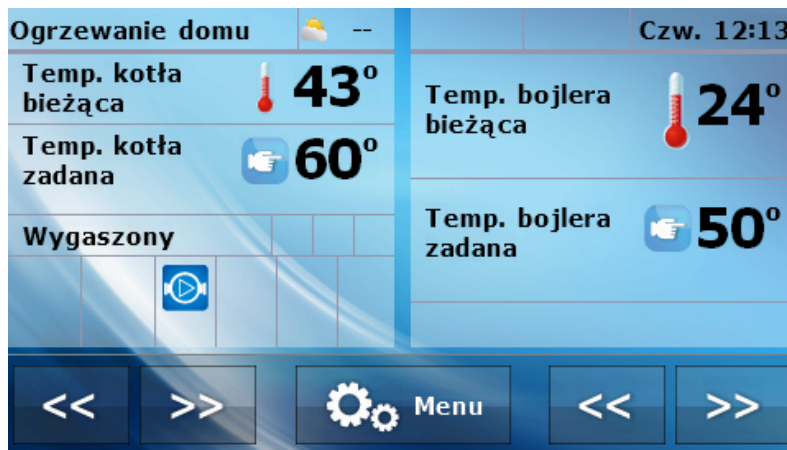 Ogrzewanie domu --
Czw. 12:13
Temp. kotła
bieżąca
43°
Temp. kotła
zadana
60°
Wygaszony
Temp. bojlera
bieżąca
24°
Temp. bojlera
zadana
50°
<< >> Menu << >>